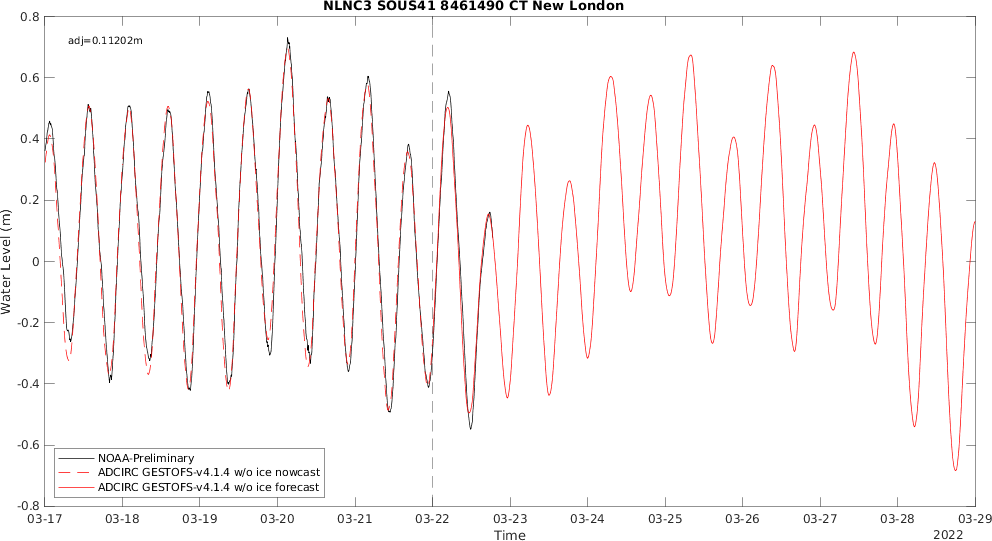 NLNC3 SOUS41 8461490 CT New London
adj=0.11202m
0.8
0.6
0.4
0.2
0
-0.2
-0.4
-0.6
-0.8
Water Level (m)
NOAA-Preliminary
ADCIRC GESTOFS-v4.1.4 w/o ice nowcast
ADCIRC GESTOFS-v4.1.4 w/o ice forecast
03-17 03-18 03-19 03-20 03-21 03-22 03-23 03-24 03-25 03-26 03-27 03-28 03-29
Time
2022